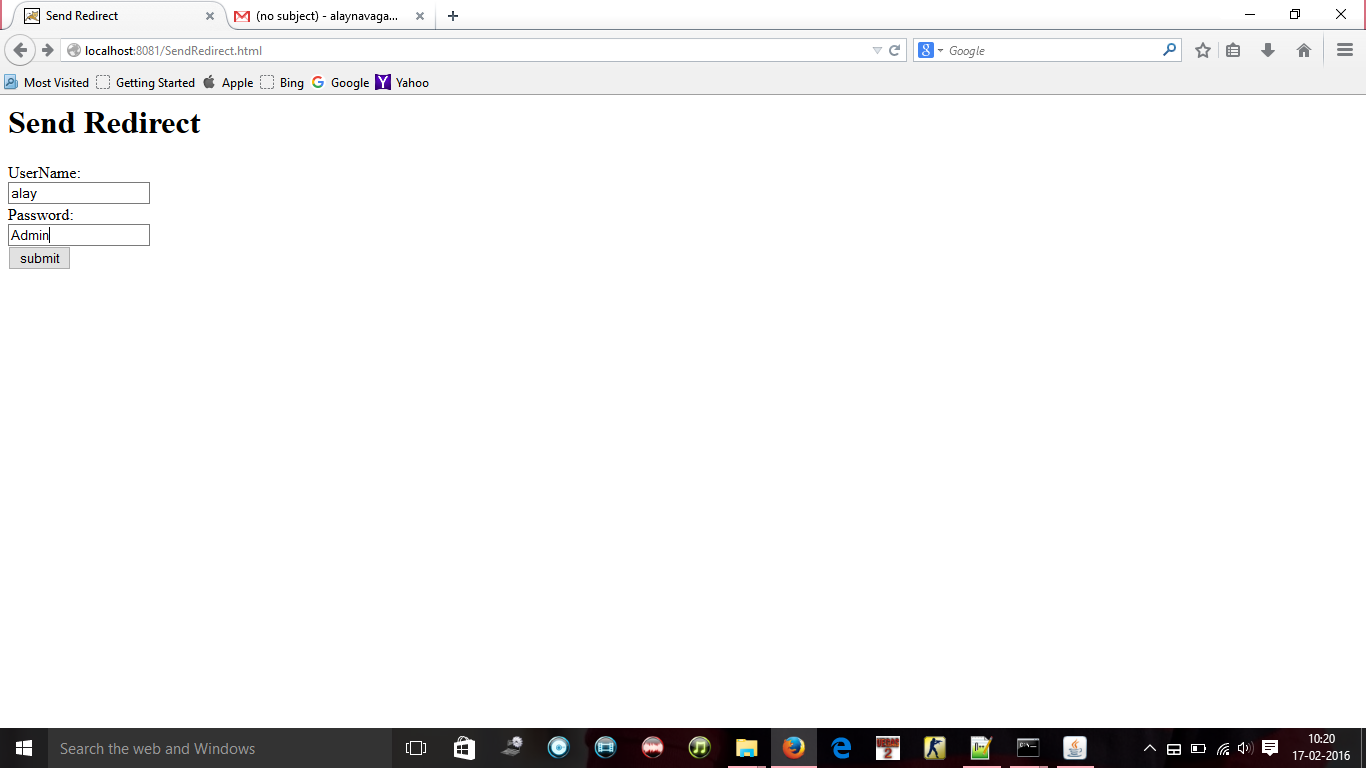 Send Redirect
(no subject) - alaynavaga...
localhost:8081/SendRedirect.html
Google
Most Visited
Getting Started
Apple
Bing
Google
Yahoo
Send Redirect
UserName:
alay
Password:
Admin
submit
Search the web and Windows
10:20
17-02-2016